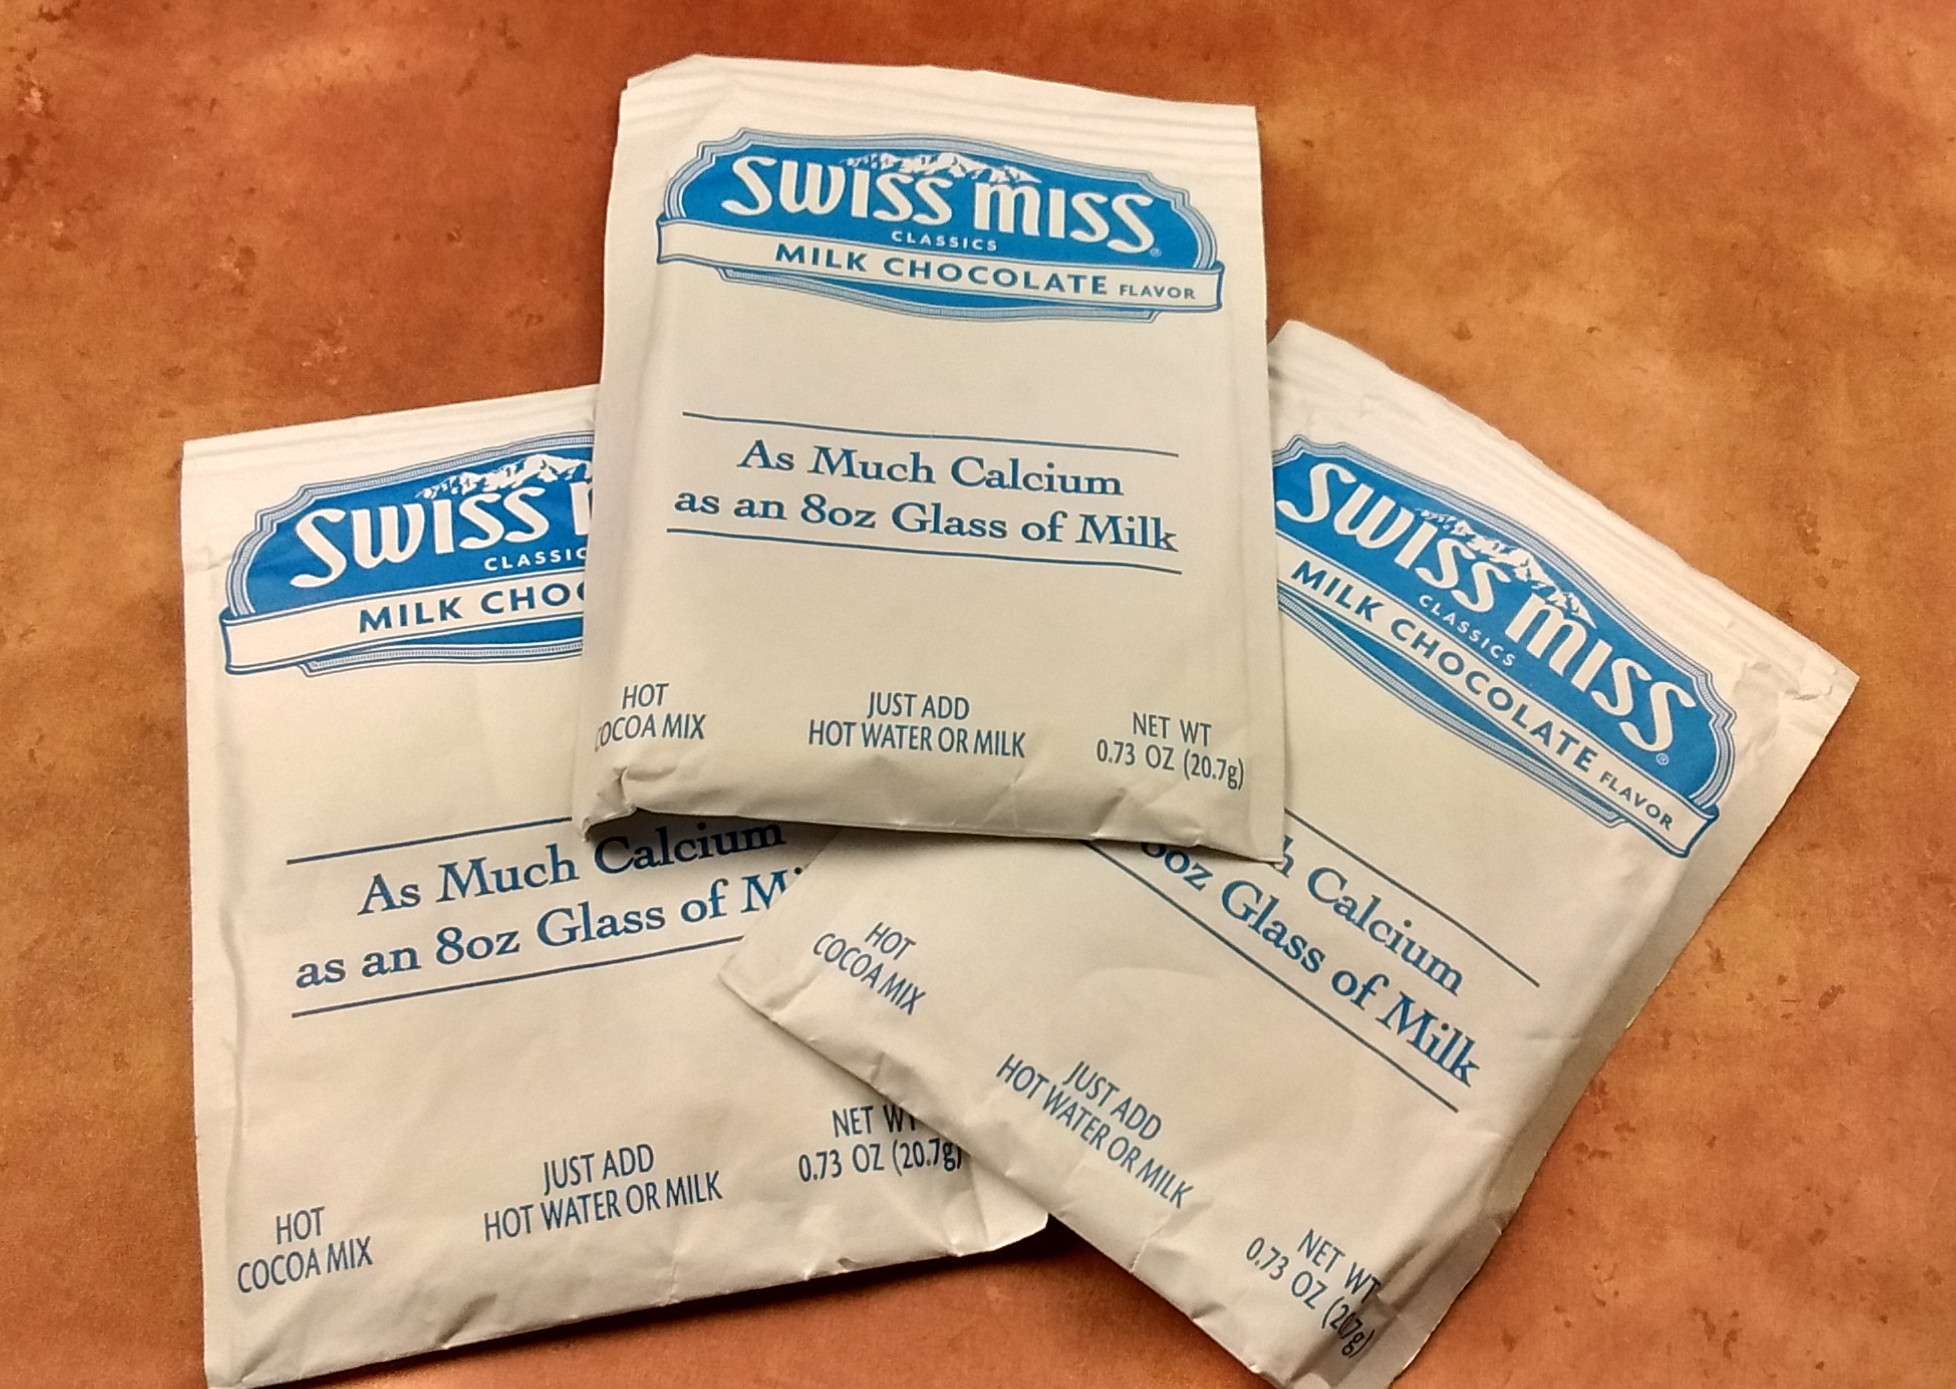 SWISS MISS®
CLASSICS
MILK CHOCOLATE FLAVOR
As Much Calcium
as an 8oz Glass of Milk
HOT
COCOA MIX
JUST ADD
HOT WATER OR MILK
NET WT
0.73 OZ (20.7g)
SWISS
CLASSIC
MILK CHOC
As Much Calcium
as an 8oz Glass of Mi
HOT
COCOA MIX
JUST ADD
HOT WATER OR MILK
NET WT
0.73 OZ (20.7g)
SWISS MISS®
CLASSICS
MILK CHOCOLATE FLAVOR
h Calcium
8oz Glass of Milk
HOT
COCOA MIX
JUST ADD
HOT WATER OR MILK
NET WT
0.73 OZ (20.7g)